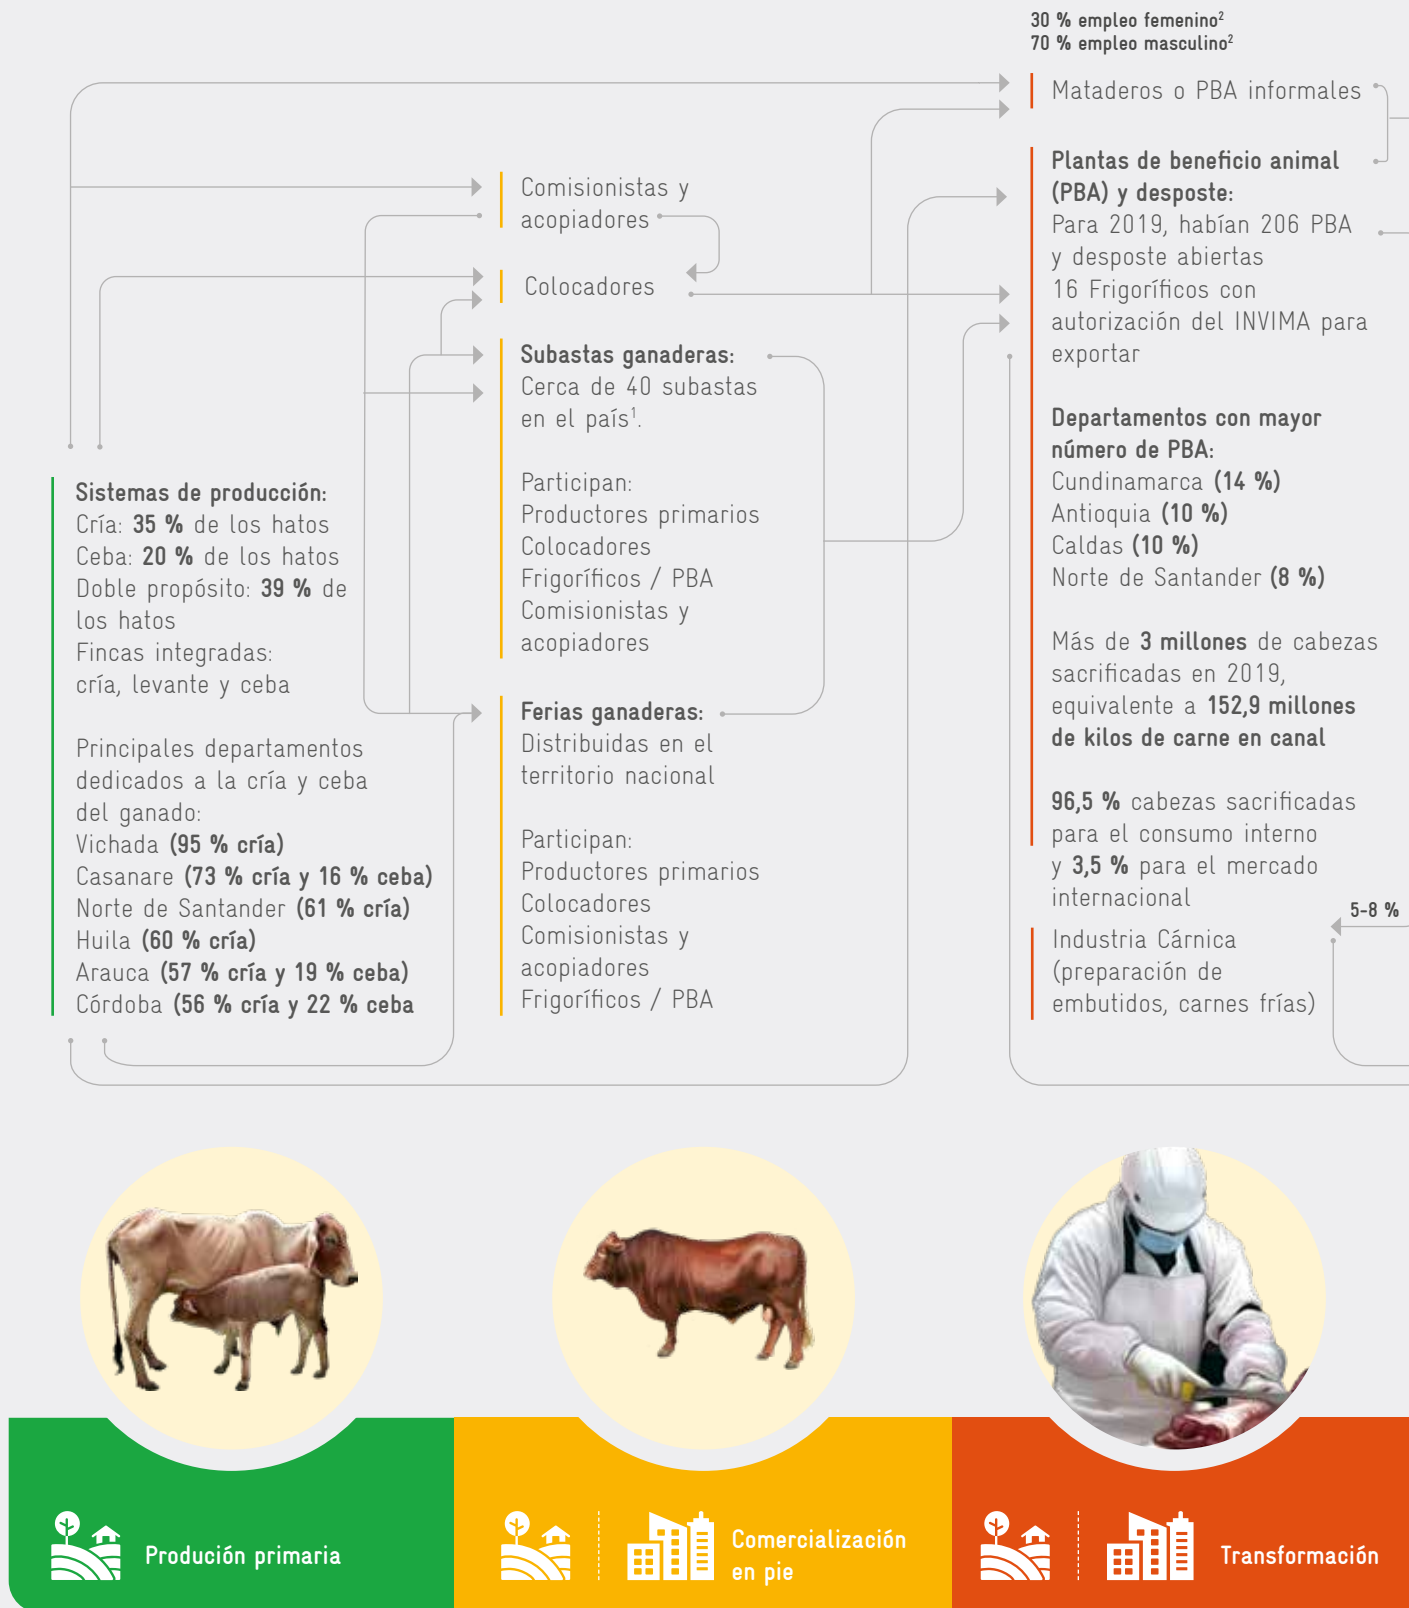 30 % empleo femenino²
70 % empleo masculino²
Mataderos o PBA informales
Plantas de beneficio animal
(PBA) y desposte:
Para 2019, habían 206 PBA
y desposte abiertas
16 Frigoríficos con
autorización del INVIMA para
exportar
Departamentos con mayor
número de PBA:
Cundinamarca (14 %)
Antioquia (10 %)
Caldas (10 %)
Norte de Santander (8 %)
Más de 3 millones de cabezas
sacrificadas en 2019,
equivalente a 152,9 millones
de kilos de carne en canal
96,5 % cabezas sacrificadas
para el consumo interno
y 3,5 % para el mercado
internacional
5-8 %
Industria Cárnica
(preparación de
embutidos, carnes frías)
Comisionistas y
acopiadores
Colocadores
Subastas ganaderas:
Cerca de 40 subastas
en el país¹.
Participan:
Productores primarios
Colocadores
Frigoríficos / PBA
Comisionistas y
acopiadores
Ferias ganaderas:
Distribuidas en el
territorio nacional
Participan:
Productores primarios
Colocadores
Comisionistas y
acopiadores
Frigoríficos / PBA
Sistemas de producción:
Cría: 35 % de los hatos
Ceba: 20 % de los hatos
Doble propósito: 39 % de
los hatos
Fincas integradas:
cría, levante y ceba
Principales departamentos
dedicados a la cría y ceba
del ganado:
Vichada (95 % cría)
Casanare (73 % cría y 16 % ceba)
Norte de Santander (61 % cría)
Huila (60 % cría)
Arauca (57 % cría y 19 % ceba)
Córdoba (56 % cría y 22 % ceba
Produción primaria
Comercialización
en pie
Transformación